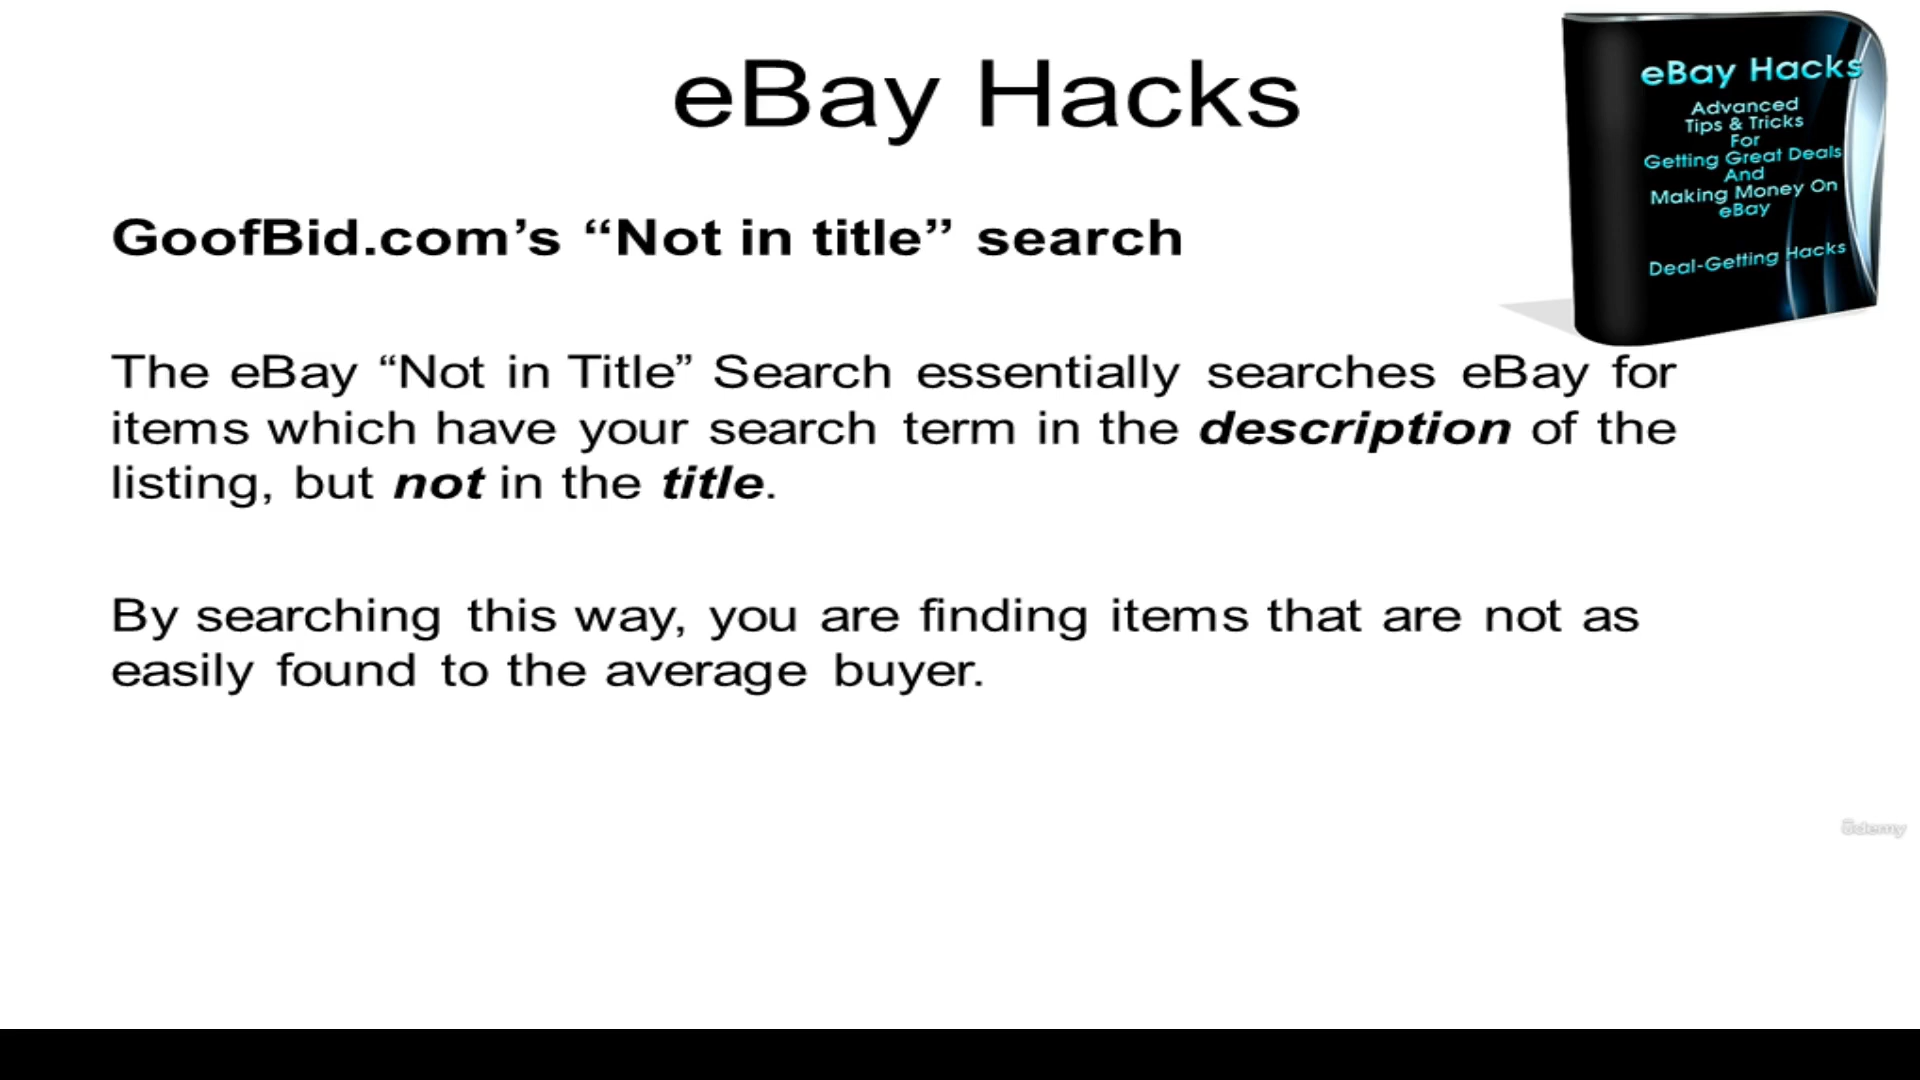 eBay Hacks
eBay Hacks
Advanced
Tips & Tricks
For
Getting Great Deals
And
Making Money On
eBay
Deal-Getting Hacks
GoofBid.com’s “Not in title” search
The eBay “Not in Title” Search essentially searches eBay for
items which have your search term in the description of the
listing, but not in the title.
By searching this way, you are finding items that are not as
easily found to the average buyer.
ûdemy